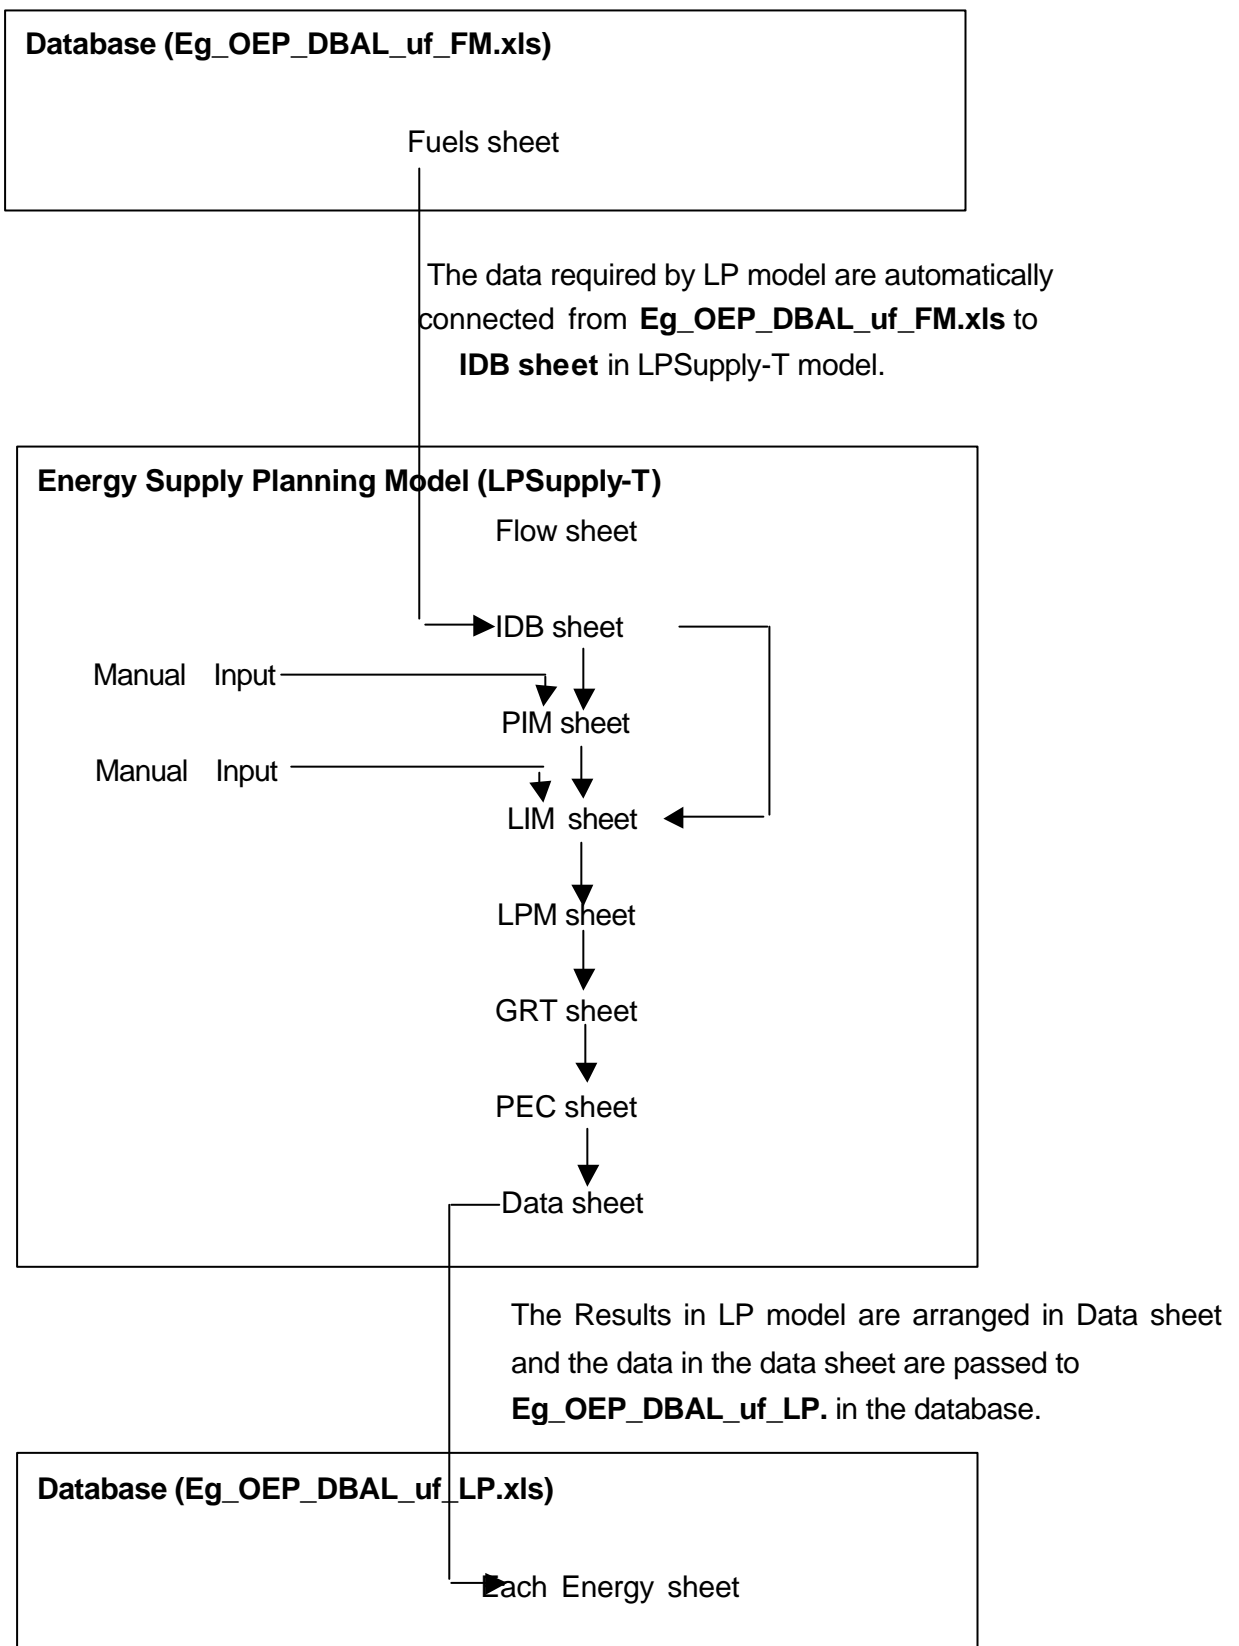 Database (Eg_OEP_DBAL_uf_FM.xls)
Fuels sheet
The data required by LP model are automatically
connected from Eg_OEP_DBAL_uf_FM.xls to
IDB sheet in LPSupply-T model.
Energy Supply Planning Model (LPSupply-T)
Flow sheet
IDB sheet
Manual Input
PIM sheet
Manual Input
LIM sheet
LPM sheet
GRT sheet
PEC sheet
Data sheet
The Results in LP model are arranged in Data sheet
and the data in the data sheet are passed to
Eg_OEP_DBAL_uf_LP. in the database.
Database (Eg_OEP_DBAL_uf_LP.xls)
Each Energy sheet